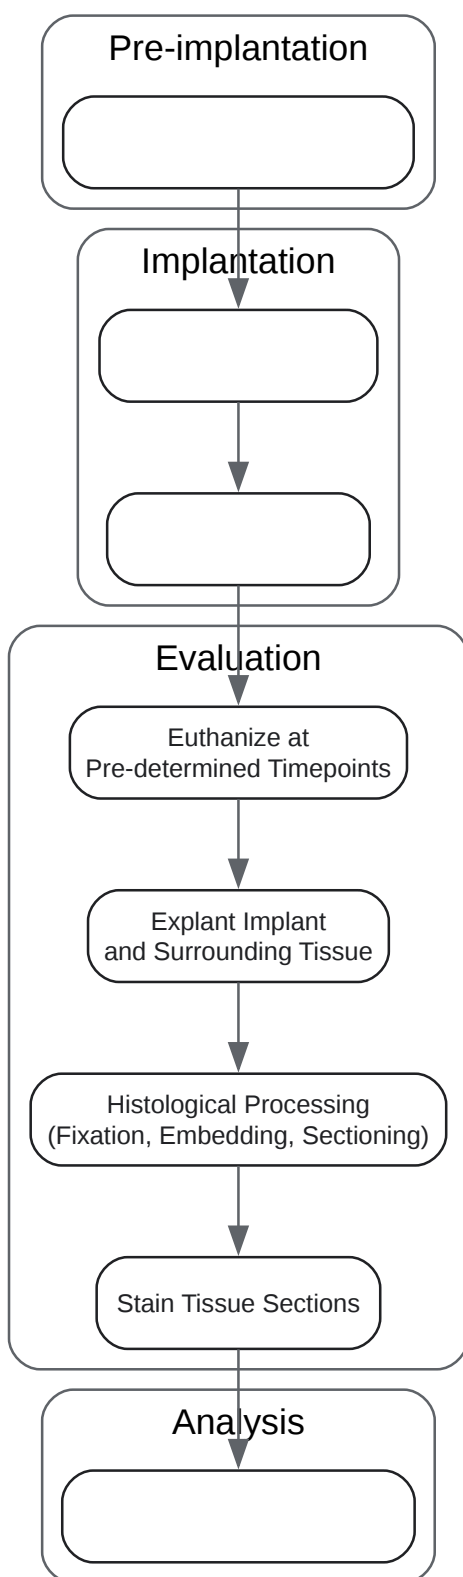 Pre-implantation
Implantation
Evaluation
Euthanize at
Pre-determined Timepoints
Explant Implant
and Surrounding Tissue
Histological Processing
(Fixation, Embedding, Sectioning)
Stain Tissue Sections
Analysis